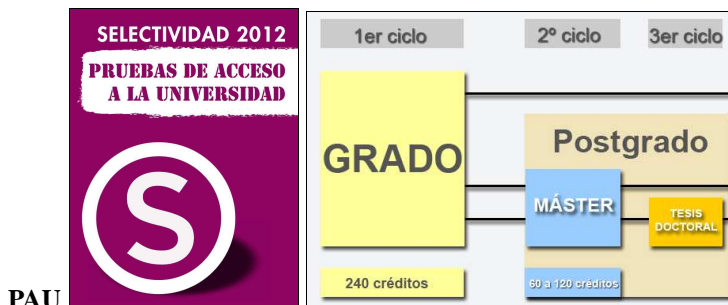 SELECTIVIDAD 2012
PRUEBAS DE ACCESO
A LA UNIVERSIDAD
S
PAU
1er ciclo
2º ciclo
3er ciclo
GRADO
Postgrado
MÁSTER
TESIS
DOCTORAL
240 créditos
60 a 120 créditos